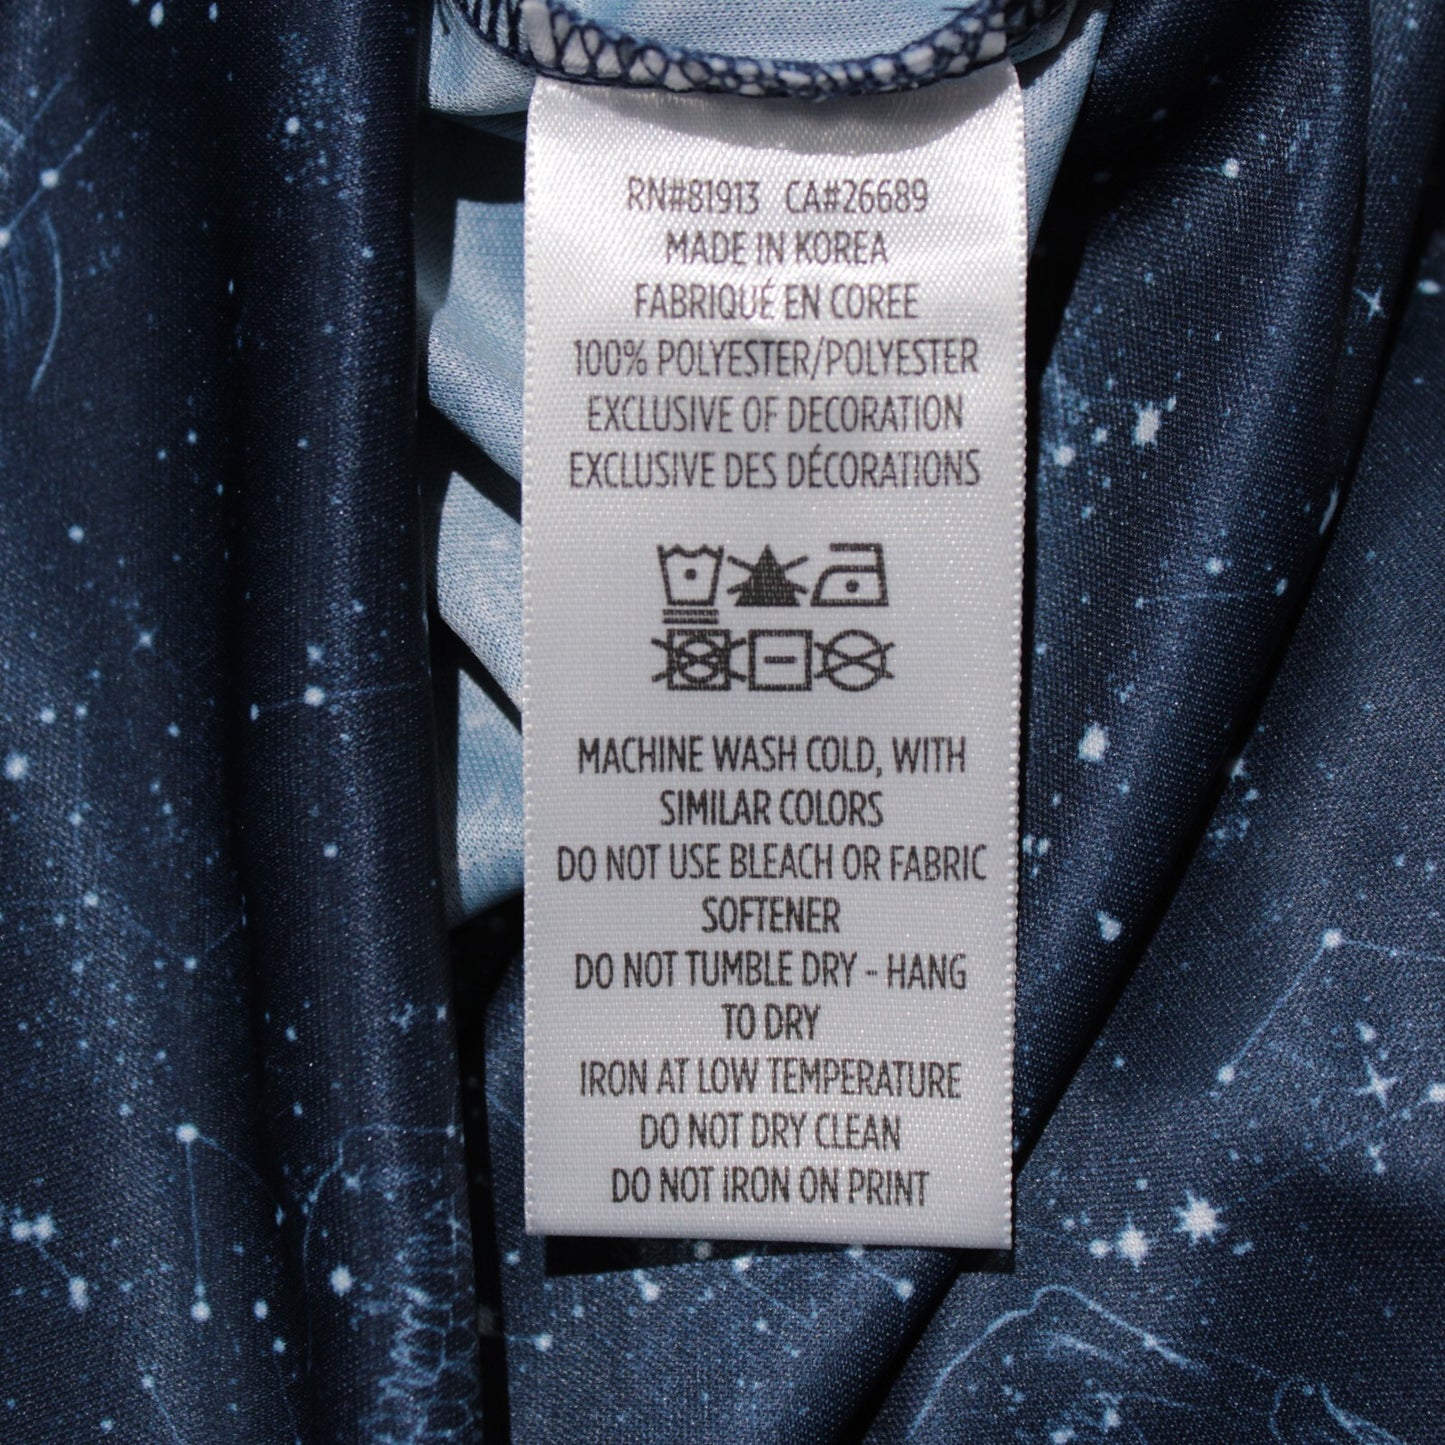 RN#81913 CA#26689
MADE IN KOREA
FABRIQUÉ EN COREE
100% POLYESTER/POLYESTER
EXCLUSIVE OF DECORATION
EXCLUSIVE DES DÉCORATIONS
MACHINE WASH COLD, WITH
SIMILAR COLORS
DO NOT USE BLEACH OR FABRIC
SOFTENER
DO NOT TUMBLE DRY - HANG
TO DRY
IRON AT LOW TEMPERATURE
DO NOT DRY CLEAN
DO NOT IRON ON PRINT